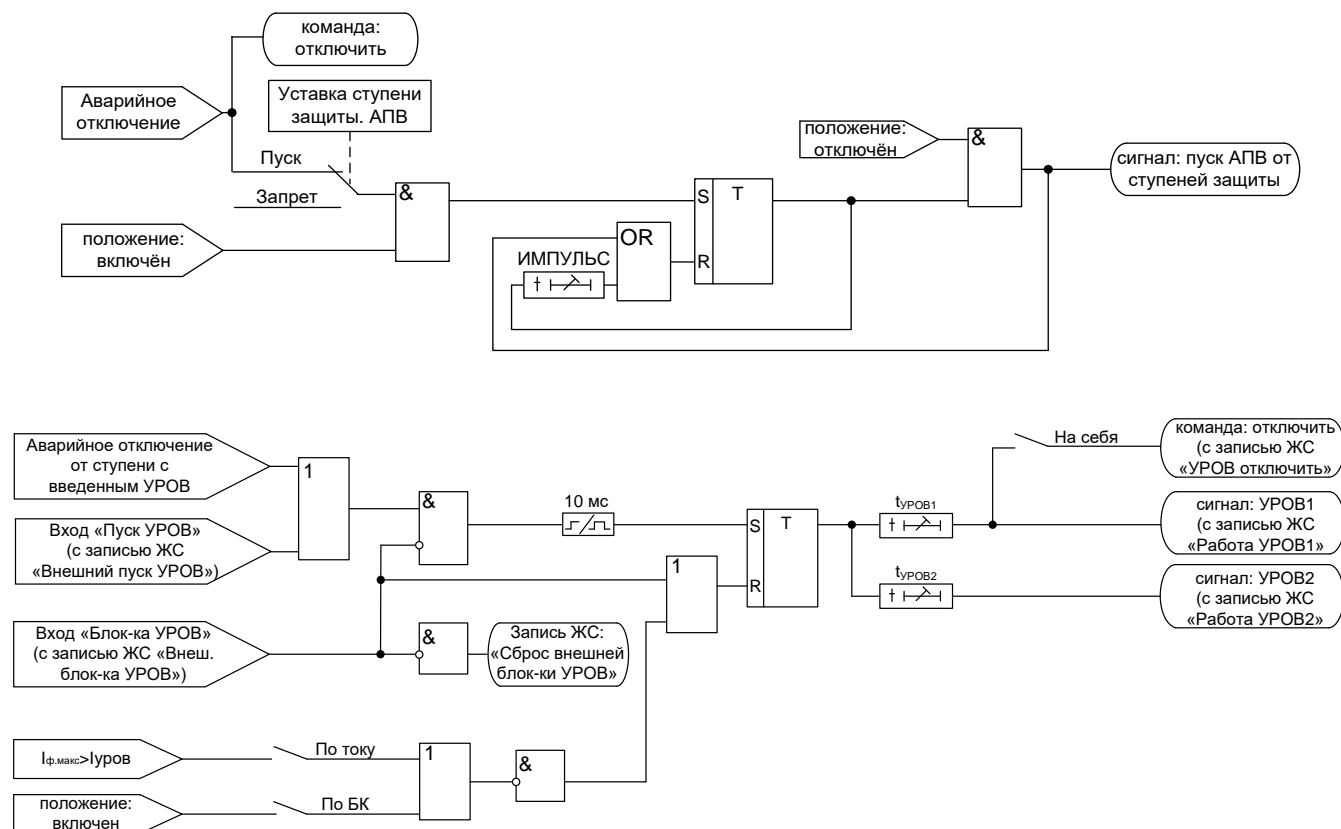 команда:
отключить
Аварийное
отключение
Уставка ступени
защиты. АПВ
Пуск
Запрет
&
положение:
включён
S
T
R
OR
ИМПУЛЬС
положение:
отключён
&
сигнал: пуск АПВ от
ступеней защиты
Аварийное отключение
от ступени с
введенным УРОВ
Вход «Пуск УРОВ»
(с записью ЖС
«Внешний пуск УРОВ»)
1
&
10 мс
S
T
R
1
Вход «Блок-ка УРОВ»
(с записью ЖС «Внеш.
блок-ка УРОВ»)
&
Запись ЖС:
«Сброс внешней
блок-ки УРОВ»
tУРОВ1
tУРОВ2
На себя
команда: отключить
(с записью ЖС
«УРОВ отключить»
сигнал: УРОВ1
(с записью ЖС
«Работа УРОВ1»
сигнал: УРОВ2
(с записью ЖС
«Работа УРОВ2»
Iф.макс>Iуров
По току
1
&
положение:
включен
По БК